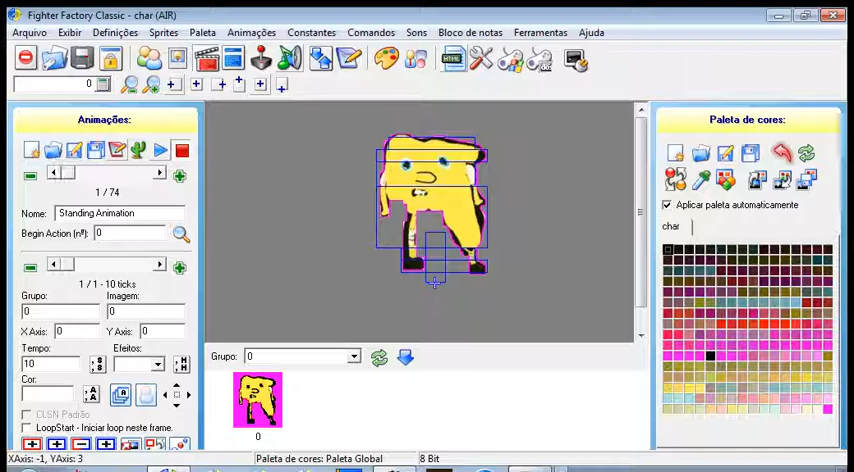 Fighter Factory Classic - char (AIR)
Arquivo Exibir Definições Sprites Paleta Animações Constantes Comandos Sons Bloco de notas Ferramentas Ajuda
0
Animações:
1 / 74
Nome: Standing Animation
Begin Action (nº): 0
1 / 1 - 10 ticks
Grupo: Imagem:
0 0
X Axis: 0 Y Axis: 0
Tempo: Efeitos:
10
Cor:
CLSN Padrão
LoopStart - Iniciar loop neste frame.
Grupo: 0
0
Paleta de cores:
Aplicar paleta automaticamente
char
XAxis: -1, YAxis: 3 Paleta de cores: Paleta Global 8 Bit